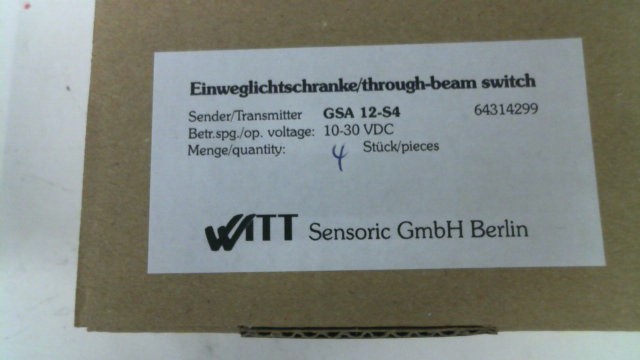 Einweglichtschranke/through-beam switch
Sender/Transmitter GSA 12-S4 64314299
Betr.spg./op. voltage: 10-30 VDC
Menge/quantity: 4 Stück/pieces
WATT Sensoric GmbH Berlin